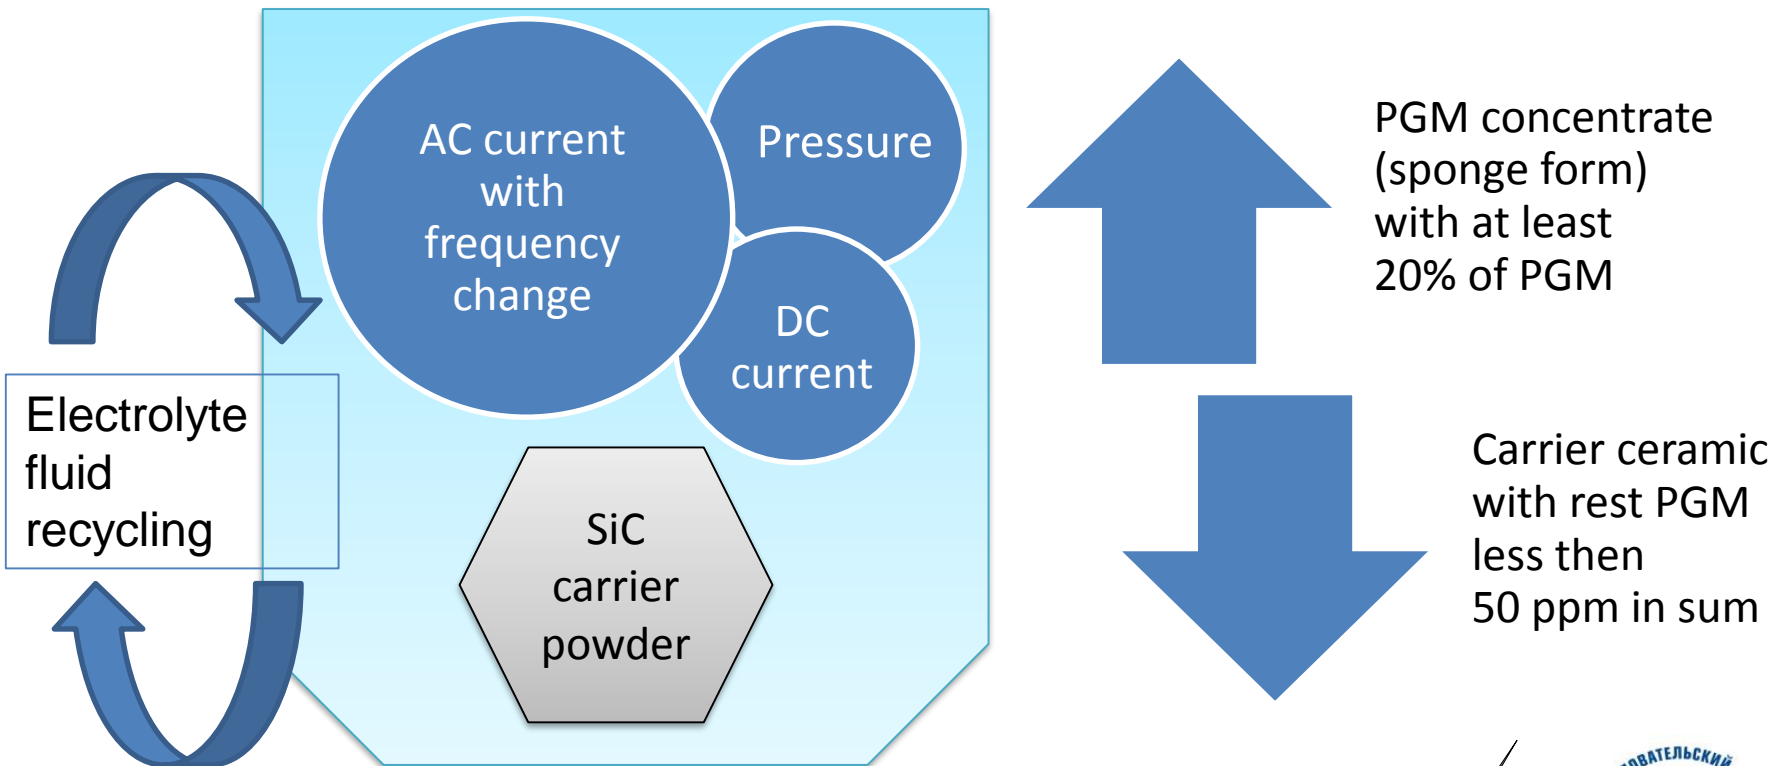 AC current
with
frequency
change
Pressure
DC
current
Electrolyte
fluid
recycling
SiC
carrier
powder
PGM concentrate
(sponge form)
with at least
20% of PGM
Carrier ceramic
with rest PGM
less then
50 ppm in sum